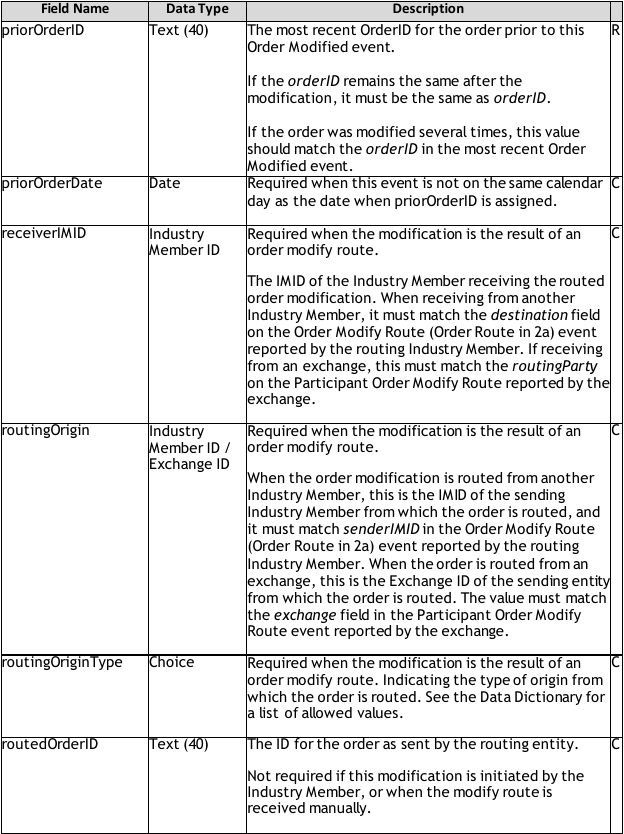 Field Name Data Type Description
priorOrderID Text (40) The most recent OrderID for the order prior to this R
Order Modified event.
If the orderID remains the same after the
modification, it must be the same as orderID.
If the order was modified several times, this value
should match the orderID in the most recent Order
Modified event.
priorOrderDate Date Required when this event is not on the same calendar C
day as the date when priorOrderID is assigned.
receiverIMID Industry Required when the modification is the result of an C
Member ID order modify route.
The IMID of the Industry Member receiving the routed
order modification. When receiving from another
Industry Member, it must match the destination field
on the Order Modify Route (Order Route in 2a) event
reported by the routing Industry Member. If receiving
from an exchange, this must match the routingParty
on the Participant Order Modify Route reported by the
exchange.
routingOrigin Industry Required when the modification is the result of an C
Member ID / order modify route.
Exchange ID
When the order modification is routed from another
Industry Member, this is the IMID of the sending
Industry Member from which the order is routed, and
it must match senderIMID in the Order Modify Route
(Order Route in 2a) event reported by the routing
Industry Member. When the order is routed from an
exchange, this is the Exchange ID of the sending entity
from which the order is routed. The value must match
the exchange field in the Participant Order Modify
Route event reported by the exchange.
routingOriginType Choice Required when the modification is the result of an C
order modify route. Indicating the type of origin from
which the order is routed. See the Data Dictionary for
a list of allowed values.
routedOrderID Text (40) The ID for the order as sent by the routing entity. C
Not required if this modification is initiated by the
Industry Member, or when the modify route is
received manually.